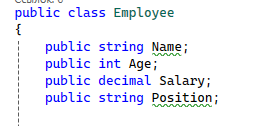 public class Employee
{
public string Name;
public int Age;
public decimal Salary;
public string Position;